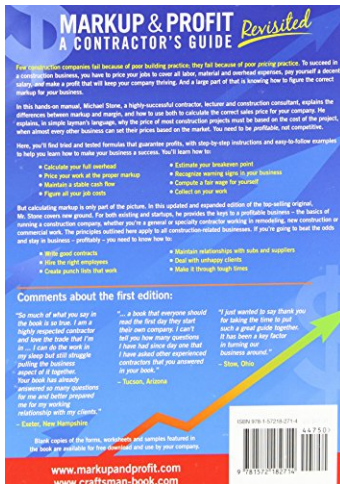 MARKUP & PROFIT
A CONTRACTOR'S GUIDE Revisited
Few construction companies fail because of poor building practice; they fail because of poor pricing practice. To succeed in
a construction business, you have to price your jobs to cover all labor, material and overhead expenses, pay yourself a decent
salary, and make a profit that will keep your company thriving. And a large part of that is knowing how to figure the correct
markup for your business.
In this hands-on manual, Michael Stone, a highly-successful contractor, lecturer and construction consultant, explains the
differences between markup and margin, and how to use both to calculate the correct sales price for your company. He
explains, in simple layman's language, why the price of most construction projects must be based on the cost of the project,
when almost every other business can set their prices based on the market. You need to be profitable, not competitive.
Here, you'll find tried and tested formulas that guarantee profits, with step-by-step instructions and easy-to-follow examples
to help you learn how to make your business a success. You'll learn how to:
• Calculate your full overhead
• Price your work at the proper markup
• Maintain a stable cash flow
• Figure all your job costs
• Estimate your breakeven point
• Recognize warning signs in your business
• Compute a fair wage for yourself
• Collect on your work
But calculating markup is only part of the picture. In this updated and expanded edition of the top-selling original,
Mr. Stone covers new ground. For both existing and startups, he provides the keys to a profitable business – the basics of
running a construction company, whether you're a general or specialty contractor working in remodeling, new construction or
commercial work. The principles outlined here apply to all construction-related businesses. If you're going to beat the odds
and stay in business – profitably – you need to know how to:
• Write good contracts
• Hire the right employees
• Create punch lists that work
• Maintain relationships with subs and suppliers
• Deal with unhappy clients
• Make it through tough times
Comments about the first edition:
"So much of what you say in
the book is so true. I am a
highly respected contractor
and love the trade that I'm
in ... I can do the work in
my sleep but still struggle
pulling the business
aspect of it together.
Your book has already
answered so many questions
for me and better prepared
me for my working
relationship with my clients."
– Exeter, New Hampshire
"... a book that everyone should
read the first day they start
their own company. I can't
tell you how many questions
I have had since day one that
I have asked other experienced
contractors that you answered
in your book."
– Tucson, Arizona
"I just wanted to say thank you
for taking the time to put
such a great guide together.
It has been a key factor
in turning our
business around."
– Stow, Ohio
Blank copies of the forms, worksheets and samples featured in
the book are available for free download and use by your company.
www.markupandprofit.com
www.craftsman-book.com
ISBN 978-1-57218-271-4
44750
9 781572 182714